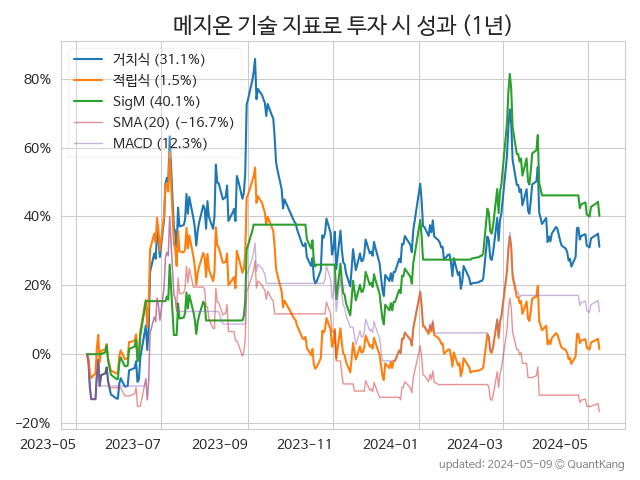 메지온 기술 지표로 투자 시 성과 (1년)
거치식 (31.1%)
적립식 (1.5%)
SigM (40.1%)
SMA(20) (−16.7%)
MACD (12.3%)
80%
60%
40%
20%
0%
−20%
2023-05 2023-07 2023-09 2023-11 2024-01 2024-03 2024-05
updated: 2024-05-09 © QuantKang